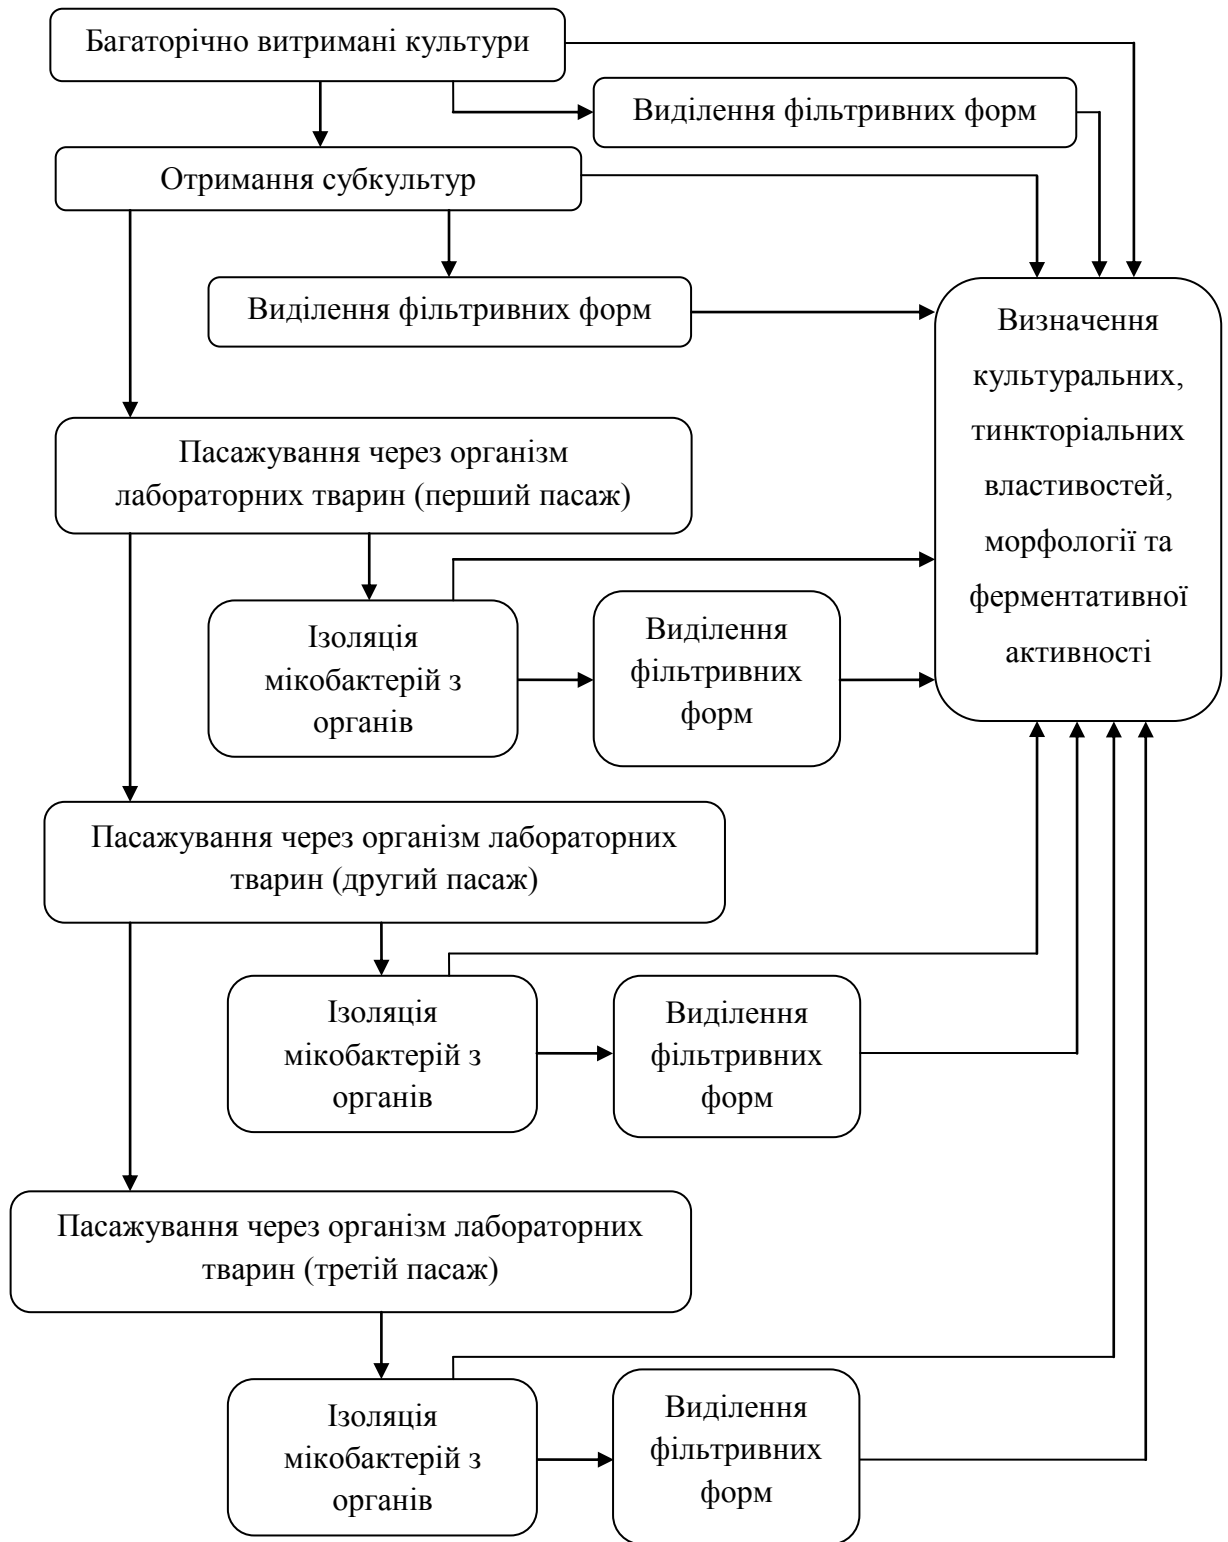 Багаторічно витримані культури
Виділення фільтривних форм
Отримання субкультур
Виділення фільтривних форм
Визначення
культуральних,
тинкторіальних
властивостей,
морфології та
ферментативної
активності
Пасажування через організм
лабораторних тварин (перший пасаж)
Ізоляція
мікобактерій з
органів
Виділення
фільтривних
форм
Пасажування через організм лабораторних
тварин (другий пасаж)
Ізоляція
мікобактерій з
органів
Виділення
фільтривних
форм
Пасажування через організм лабораторних
тварин (третій пасаж)
Ізоляція
мікобактерій з
органів
Виділення
фільтривних
форм